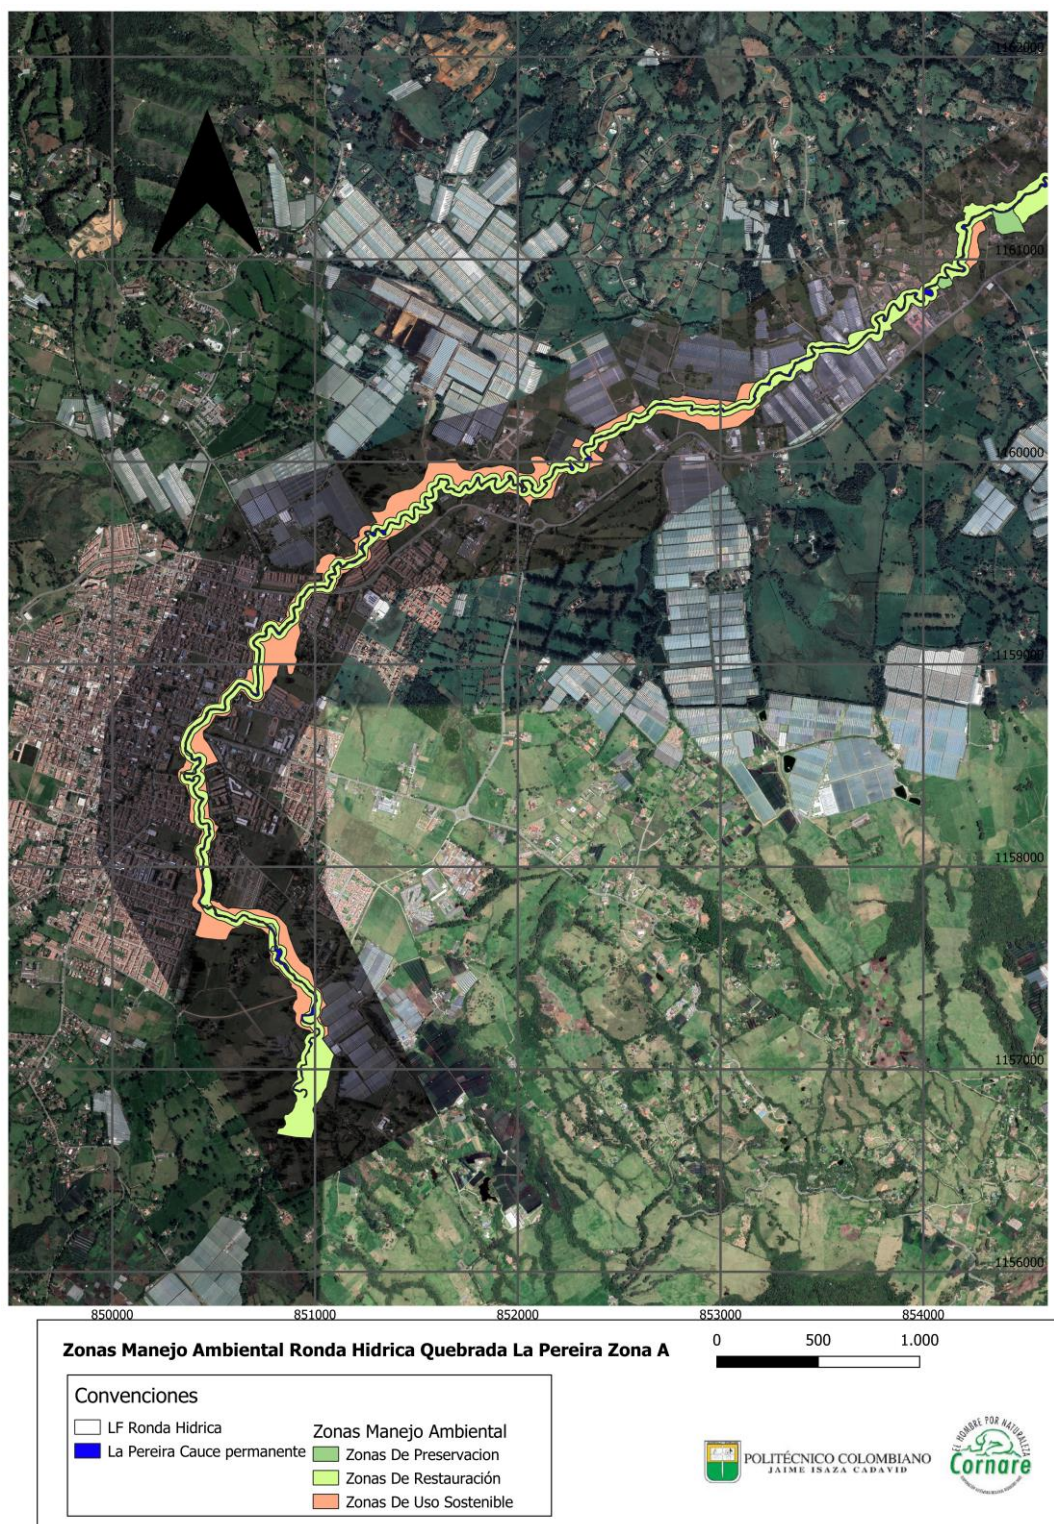 1162000
1161000
1160000
1159000
1158000
1157000
1156000
850000 851000 852000 853000 854000
Zonas Manejo Ambiental Ronda Hidrica Quebrada La Pereira Zona A
0 500 1.000
Convenciones
LF Ronda Hidrica
La Pereira Cauce permanente
Zonas Manejo Ambiental
Zonas De Preservacion
Zonas De Restauración
Zonas De Uso Sostenible
POLITÉCNICO COLOMBIANO
JAIME ISAZA CADAVID
EL HOMBRE POR NATURALEZA
Cornare